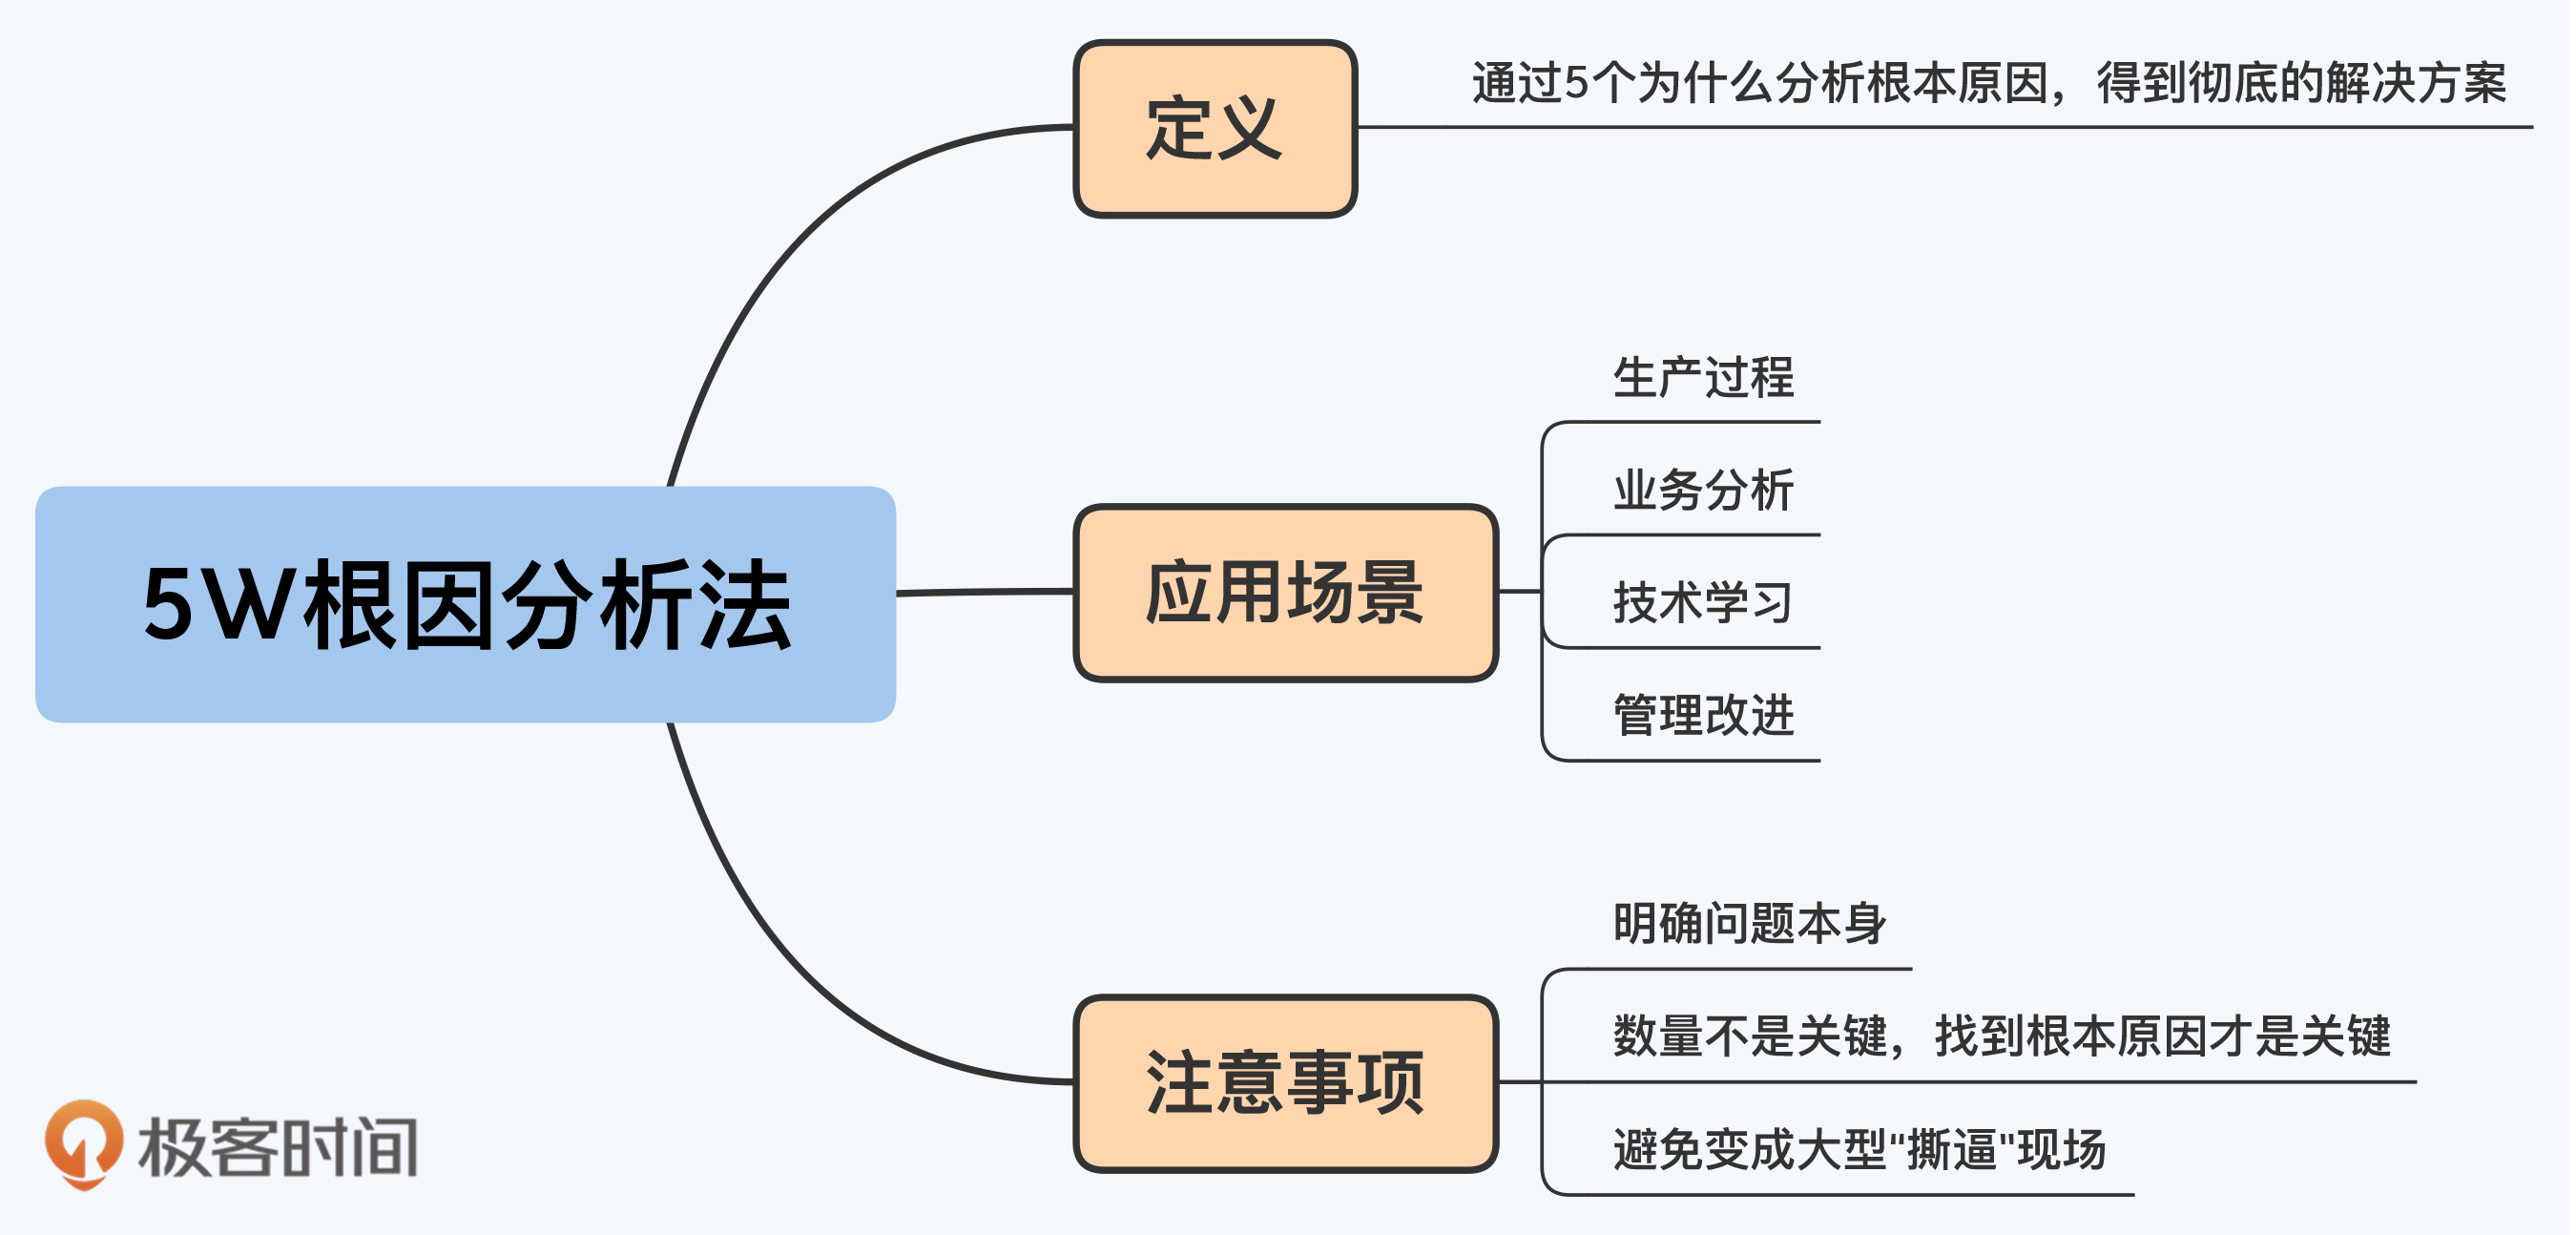 定义
通过5个为什么分析根本原因，得到彻底的解决方案
5W根因分析法
应用场景
生产过程
业务分析
技术学习
管理改进
注意事项
明确问题本身
数量不是关键，找到根本原因才是关键
避免变成大型"撕逼"现场
极客时间